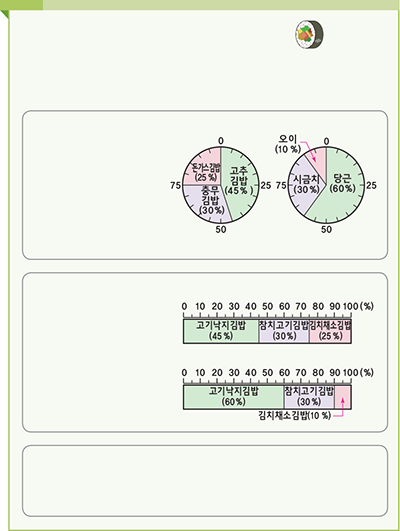 0
돈가스김밥
(25%)
고추
김밥
(45%)
75
25
충무
김밥
(30%)
50
오이
(10%)
0
시금치
(30%)
당근
(60%)
75
25
50
0 10 20 30 40 50 60 70 80 90 100 (%)
고기낙지김밥 참치고기김밥 김치채소김밥
(45%) (30%) (25%)
0 10 20 30 40 50 60 70 80 90 100 (%)
고기낙지김밥 참치고기김밥
(60%) (30%)
김치채소김밥(10%)